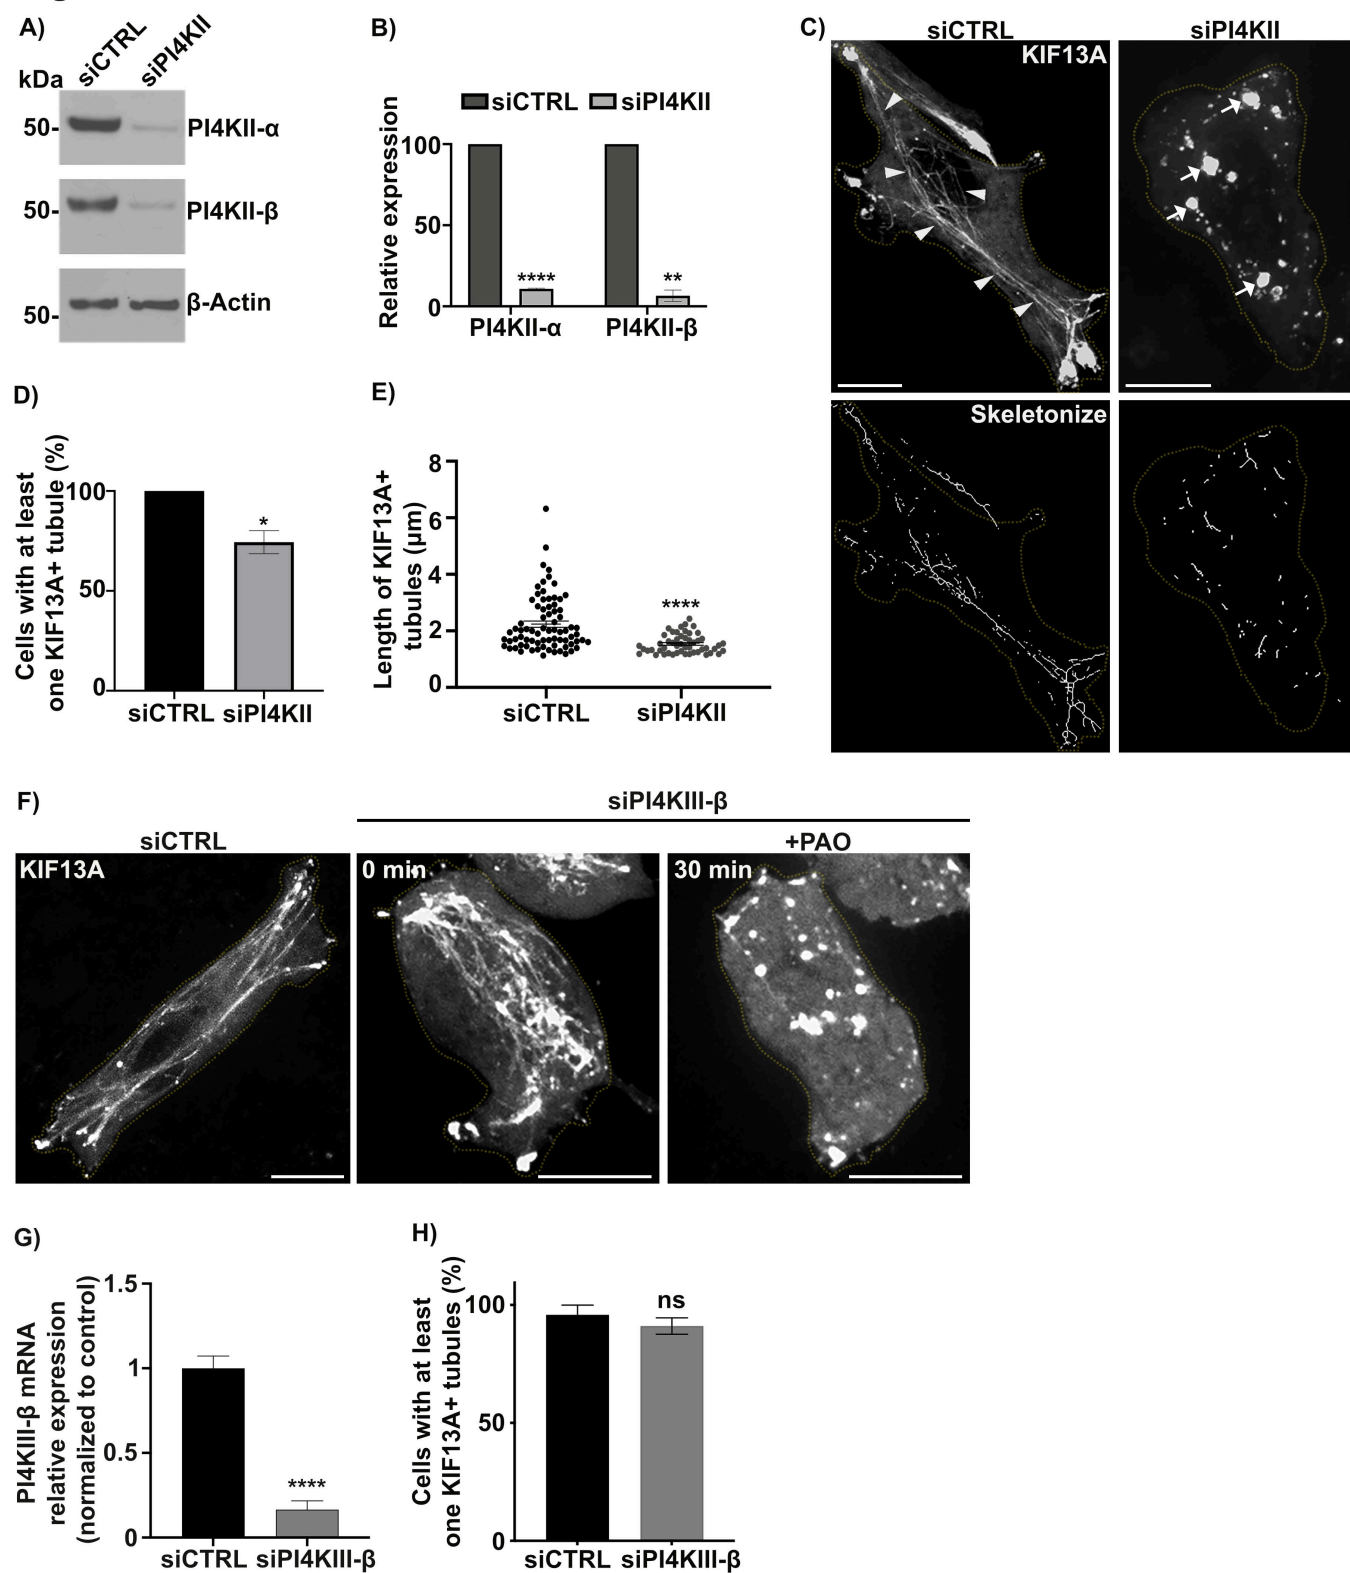 A)
siCTRL
siPI4KII
kDa
50-
PI4KII-α
50-
PI4KII-β
50-
β-Actin
B)
siCTRL
siPI4KII
Relative expression
100
50
0
****
**
PI4KII-α
PI4KII-β
C)
siCTRL
siPI4KII
KIF13A
Skeletonize
D)
Cells with at least
one KIF13A+ tubule (%)
100
50
0
*
siCTRL
siPI4KII
E)
Length of KIF13A+
tubules (μm)
8
6
4
2
0
****
siCTRL
siPI4KII
F)
siPI4KIII-β
siCTRL
+PAO
KIF13A
0 min
30 min
G)
PI4KIII-β mRNA
relative expression
(normalized to control)
1.5
1
0.5
0
****
siCTRL
siPI4KIII-β
H)
Cells with at least
one KIF13A+ tubules (%)
100
50
0
ns
siCTRL
siPI4KIII-β